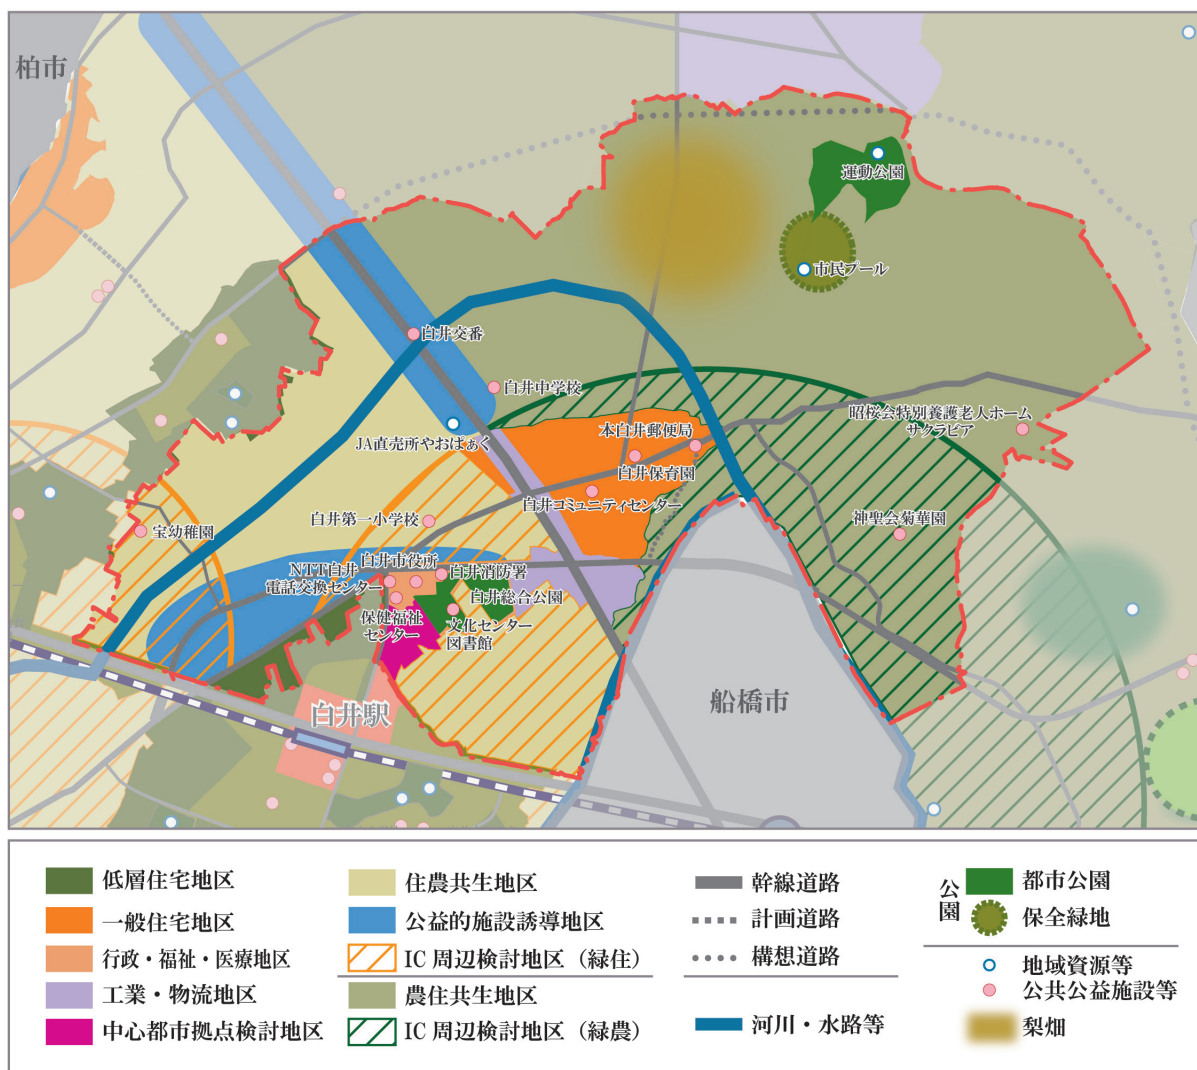 柏市
運動公園
市民プール
白井交番
白井中学校
JA直売所やおぱぁく
本白井郵便局
白井保育園
白井コミュニティセンター
昭桜会特別養護老人ホーム
サクラピア
神聖会菊華園
宝幼稚園
白井第一小学校
白井市役所
NTT白井
電話交換センター
白井消防署
白井総合公園
保健福祉
センター
文化センター
図書館
白井駅
船橋市
低層住宅地区
一般住宅地区
行政・福祉・医療地区
工業・物流地区
中心都市拠点検討地区
住農共生地区
公益的施設誘導地区
IC 周辺検討地区（緑住）
農住共生地区
IC 周辺検討地区（緑農）
幹線道路
計画道路
構想道路
河川・水路等
公園
都市公園
保全緑地
地域資源等
公共公益施設等
梨畑